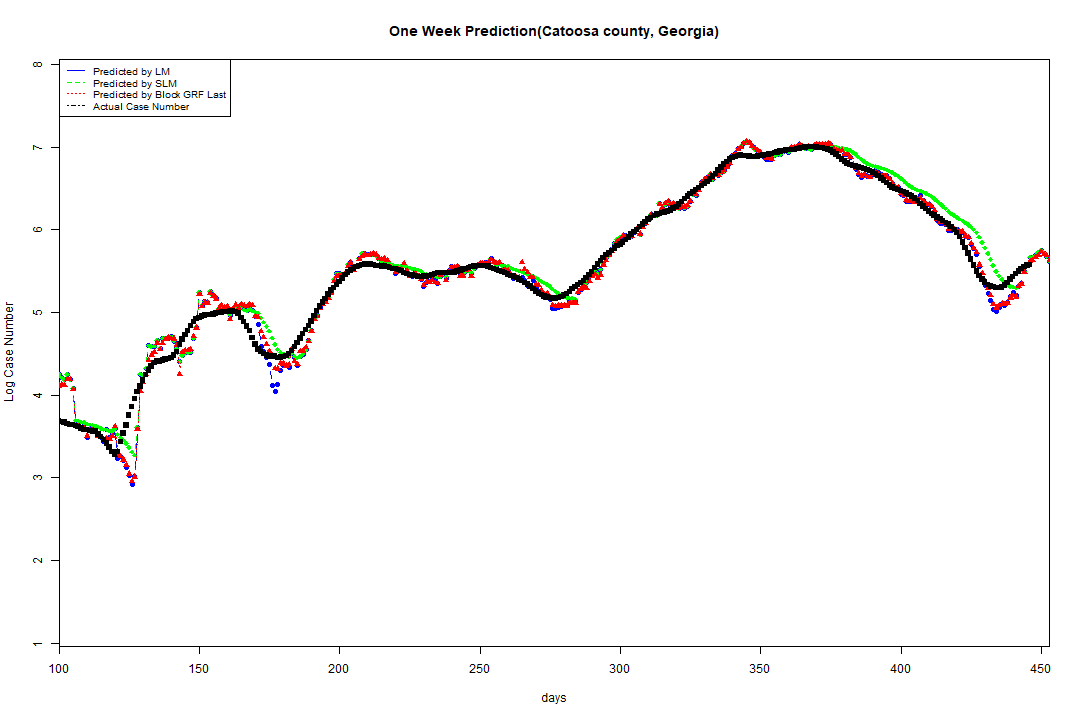 One Week Prediction(Catoosa county, Georgia)
Predicted by LM
Predicted by SLM
Predicted by Block GRF Last
Actual Case Number
8
7
6
5
4
3
2
1
Log Case Number
100 150 200 250 300 350 400 450
days